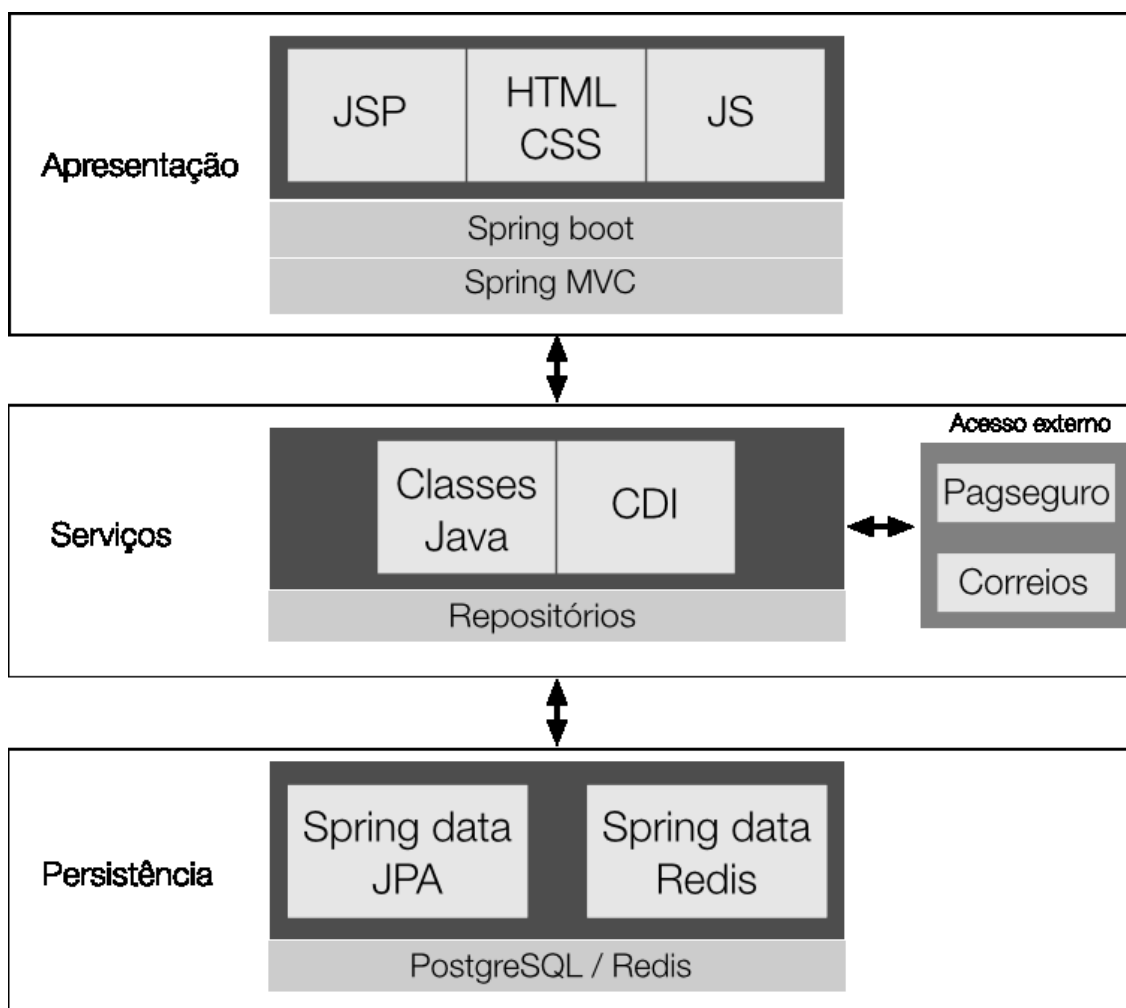 Apresentação
JSP
HTML
CSS
JS
Spring boot
Spring MVC
Serviços
Classes
Java
CDI
Repositórios
Acesso externo
Pagseguro
Correios
Persistência
Spring data
JPA
Spring data
Redis
PostgreSQL / Redis